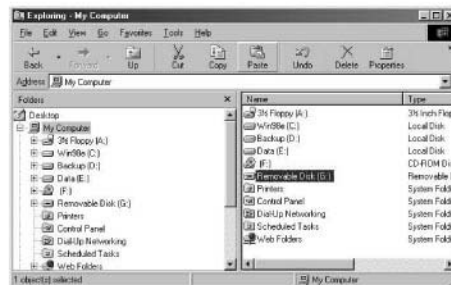 Exploring - My Computer
File Edit View Go Favorites Tools Help
Back Forward Up Cut Copy Paste Undo Delete Properties
Address My Computer
Folders
Desktop
My Computer
3½ Floppy (A:)
Win98e (C:)
Backup (D:)
Data (E:)
(F:)
Removable Disk (G:)
Printers
Control Panel
Dial-Up Networking
Scheduled Tasks
Web Folders
Name Type
3½ Floppy (A:) 3½ Inch Flop
Win98e (C:) Local Disk
Backup (D:) Local Disk
Data (E:) Local Disk
(F:) CD-ROM Di
Removable Disk (G:) Removable
Printers System Fold
Control Panel System Fold
Dial-Up Networking System Fold
Scheduled Tasks System Fold
Web Folders System Fold
1 object(s) selected My Computer